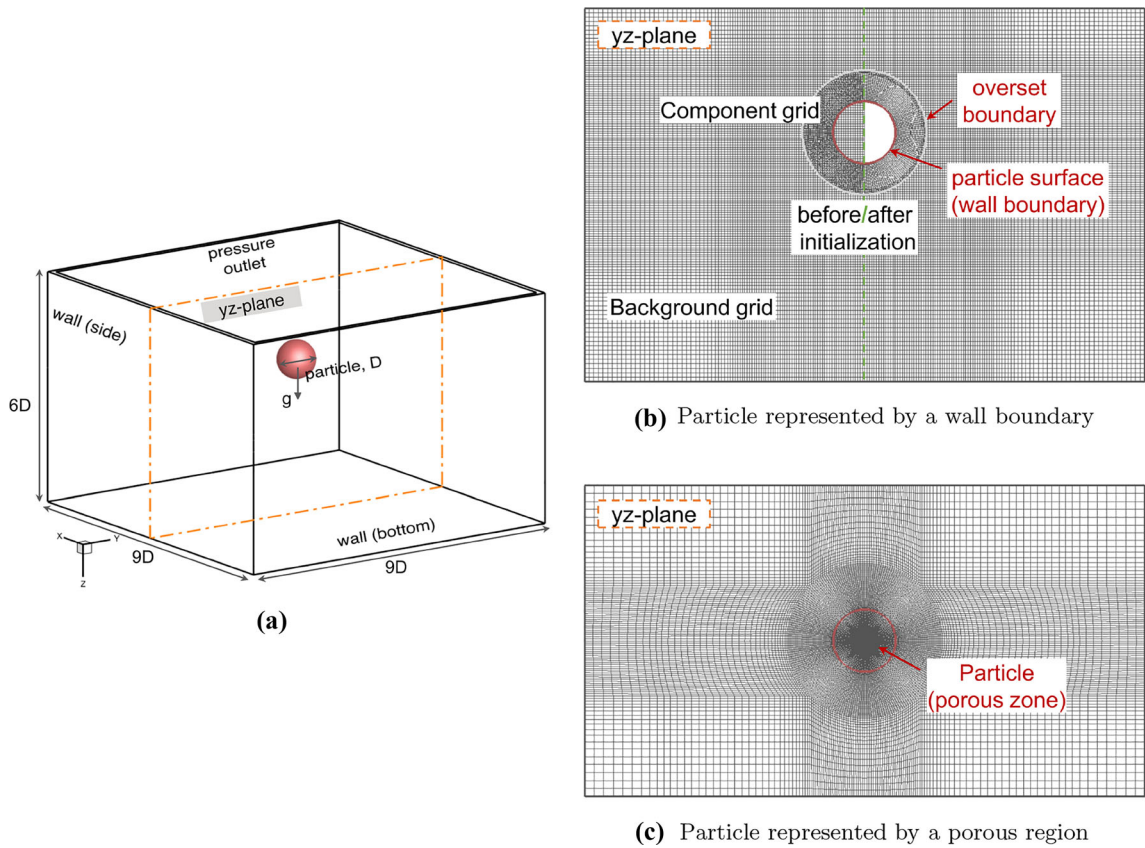 pressure
outlet
yz-plane
wall (side)
particle, D
g
6D
wall (bottom)
x
Y
z
9D
9D
(a)
yz-plane
Component grid
overset
boundary
particle surface
(wall boundary)
before/after
initialization
Background grid
(b) Particle represented by a wall boundary
yz-plane
Particle
(porous zone)
(c) Particle represented by a porous region